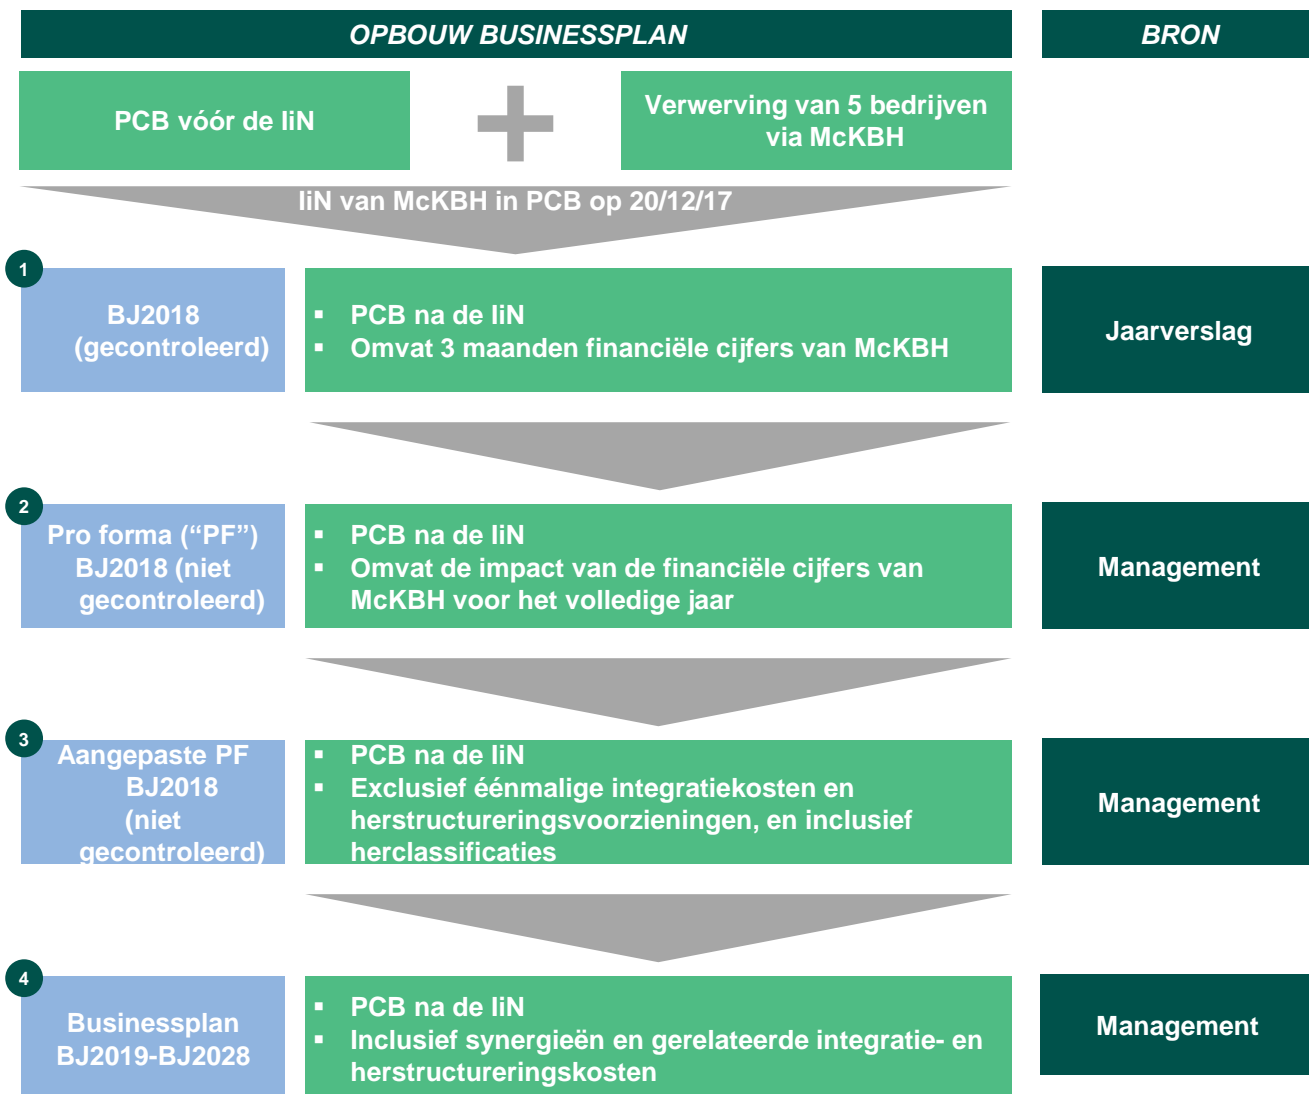 OPBOUW BUSINESSPLAN
BRON
PCB vóór de IiN
Verwerving van 5 bedrijven
via McKBH
IiN van McKBH in PCB op 20/12/17
1
BJ2018
(gecontroleerd)
▪ PCB na de IiN
▪ Omvat 3 maanden financiële cijfers van McKBH
Jaarverslag
2
Pro forma (“PF”)
BJ2018 (niet
gecontroleerd)
▪ PCB na de IiN
▪ Omvat de impact van de financiële cijfers van
McKBH voor het volledige jaar
Management
3
Aangepaste PF
BJ2018
(niet
gecontroleerd)
▪ PCB na de IiN
▪ Exclusief éénmalige integratiekosten en
herstructureringsvoorzieningen, en inclusief
herclassificaties
Management
4
Businessplan
BJ2019-BJ2028
▪ PCB na de IiN
▪ Inclusief synergieën en gerelateerde integratie- en
herstructureringskosten
Management